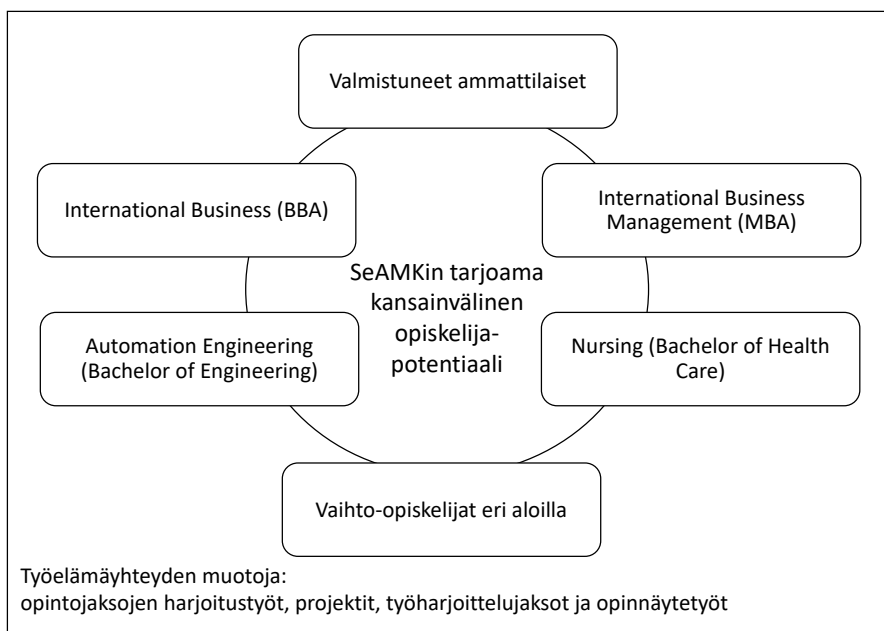 Valmistuneet ammattilaiset
International Business (BBA)
International Business
Management (MBA)
SeAMKin tarjoama
kansainvälinen
opiskelija-
potentiaali
Automation Engineering
(Bachelor of Engineering)
Nursing (Bachelor of Health
Care)
Vaihto-opiskelijat eri aloilla
Työelämäyhteyden muotoja:
opintojaksojen harjoitustyöt, projektit, työharjoittelujaksot ja opinnäytetyöt